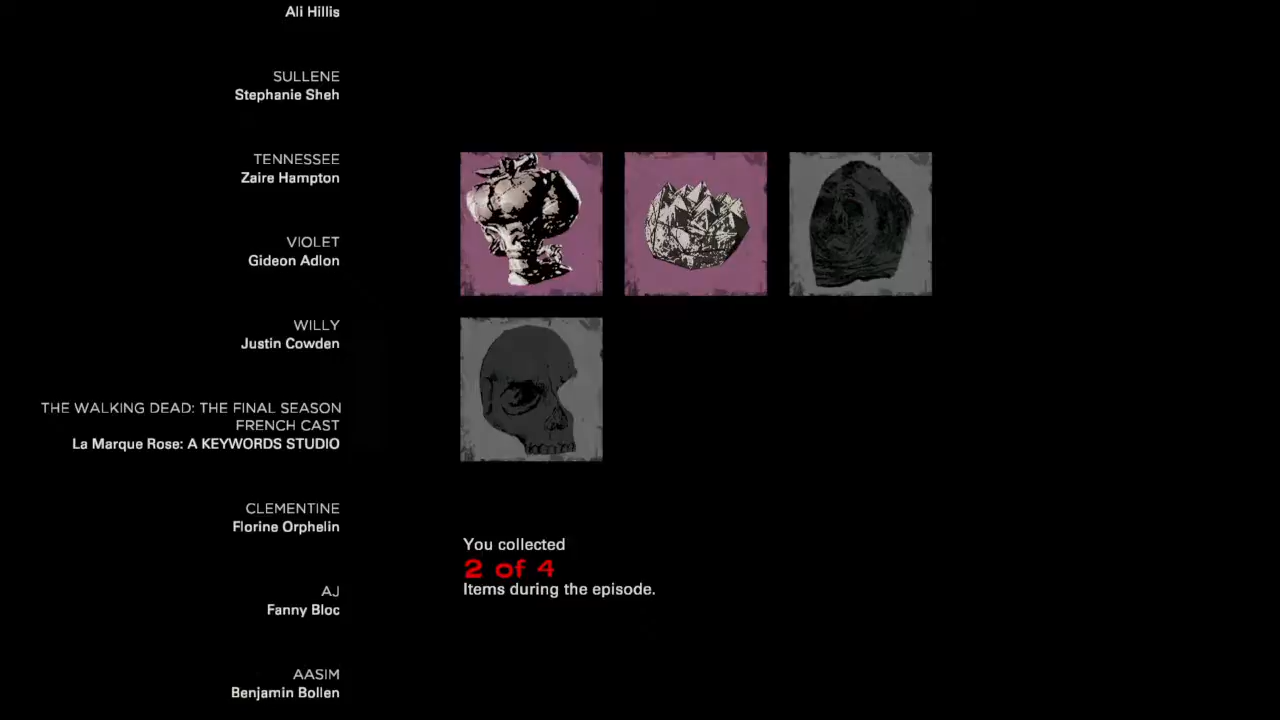 Ali Hillis
SULLENE
Stephanie Sheh
TENNESSEE
Zaire Hampton
VIOLET
Gideon Adlon
WILLY
Justin Cowden
THE WALKING DEAD: THE FINAL SEASON
FRENCH CAST
La Marque Rose: A KEYWORDS STUDIO
CLEMENTINE
Florine Orphelin
AJ
Fanny Bloc
AASIM
Benjamin Bollen
You collected
2 of 4
Items during the episode.